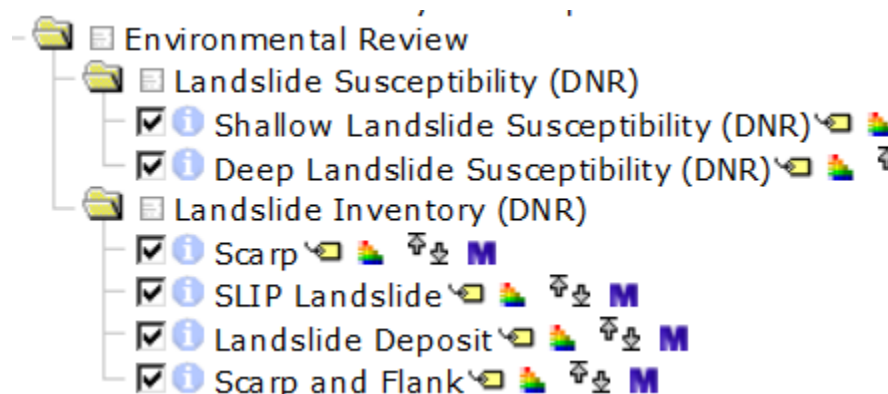 Environmental Review
Landslide Susceptibility (DNR)
Shallow Landslide Susceptibility (DNR)
Deep Landslide Susceptibility (DNR)
Landslide Inventory (DNR)
Scarp M
SLIP Landslide M
Landslide Deposit M
Scarp and Flank M